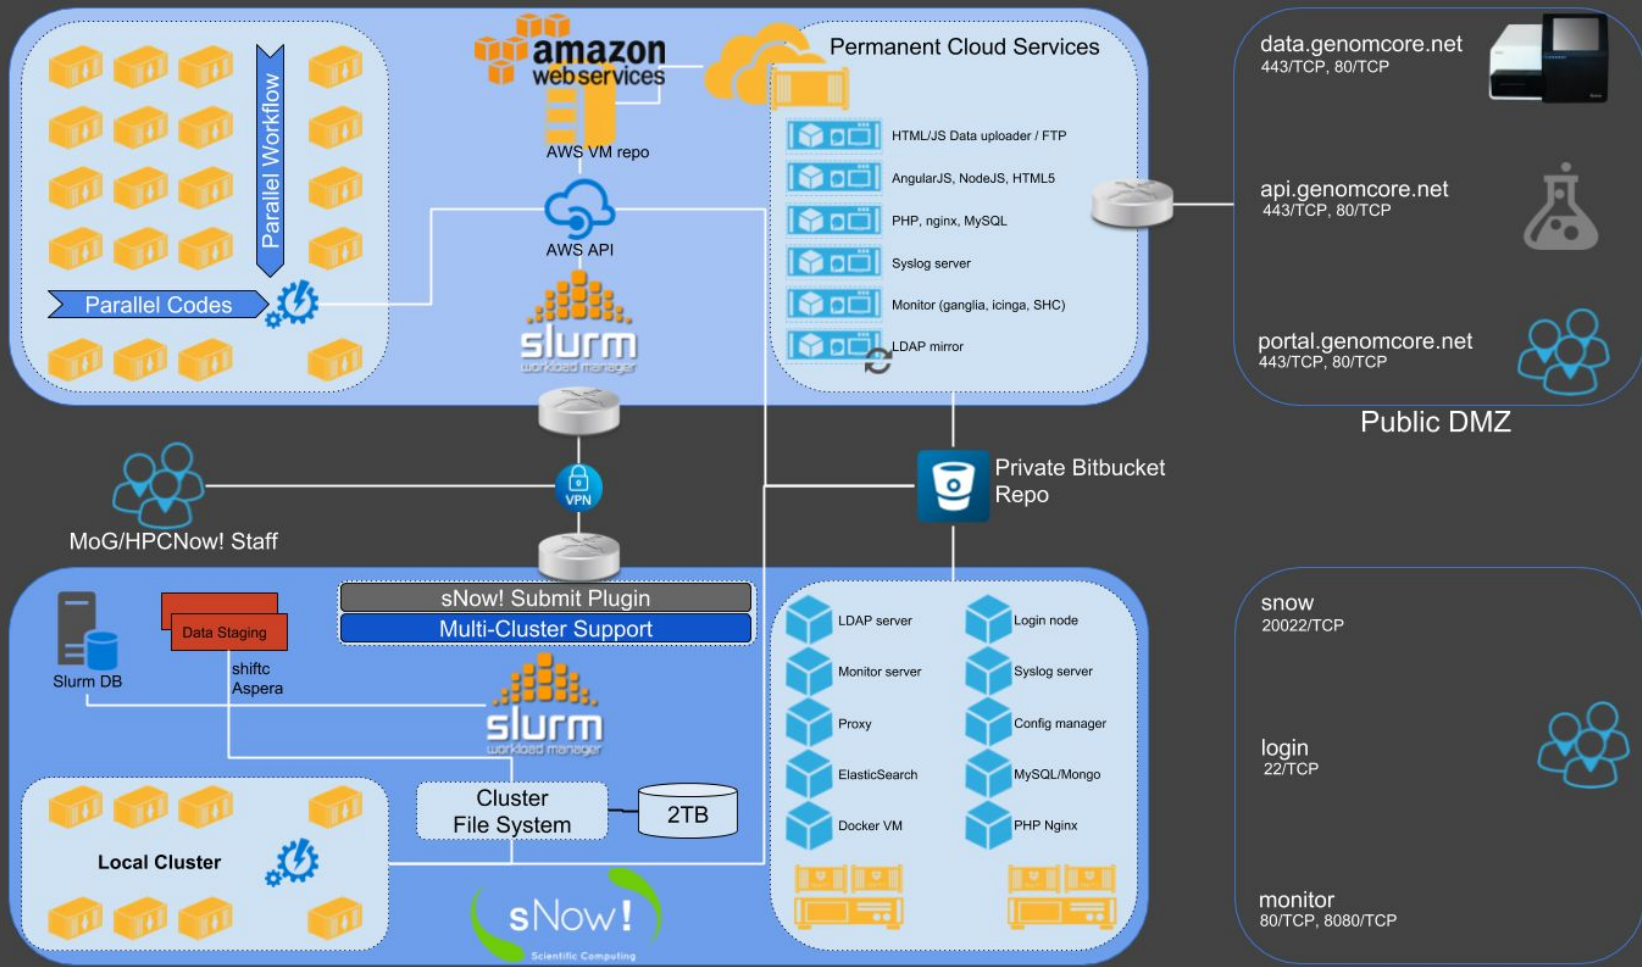 amazon
webservices
AWS VM repo
AWS API
slurm
workload manager
Parallel Workflow
Parallel Codes
Permanent Cloud Services
HTML/JS Data uploader / FTP
AngularJS, NodeJS, HTML5
PHP, nginx, MySQL
Syslog server
Monitor (ganglia, icinga, SHC)
LDAP mirror
data.genomcore.net
443/TCP, 80/TCP
api.genomcore.net
443/TCP, 80/TCP
portal.genomcore.net
443/TCP, 80/TCP
Public DMZ
MoG/HPCNow! Staff
VPN
Private Bitbucket
Repo
sNow! Submit Plugin
Multi-Cluster Support
Slurm DB
Data Staging
shiftc
Aspera
slurm
workload manager
Cluster
File System
2TB
Local Cluster
sNow!
Scientific Computing
LDAP server
Login node
Monitor server
Syslog server
Proxy
Config manager
ElasticSearch
MySQL/Mongo
Docker VM
PHP Nginx
snow
20022/TCP
login
22/TCP
monitor
80/TCP, 8080/TCP